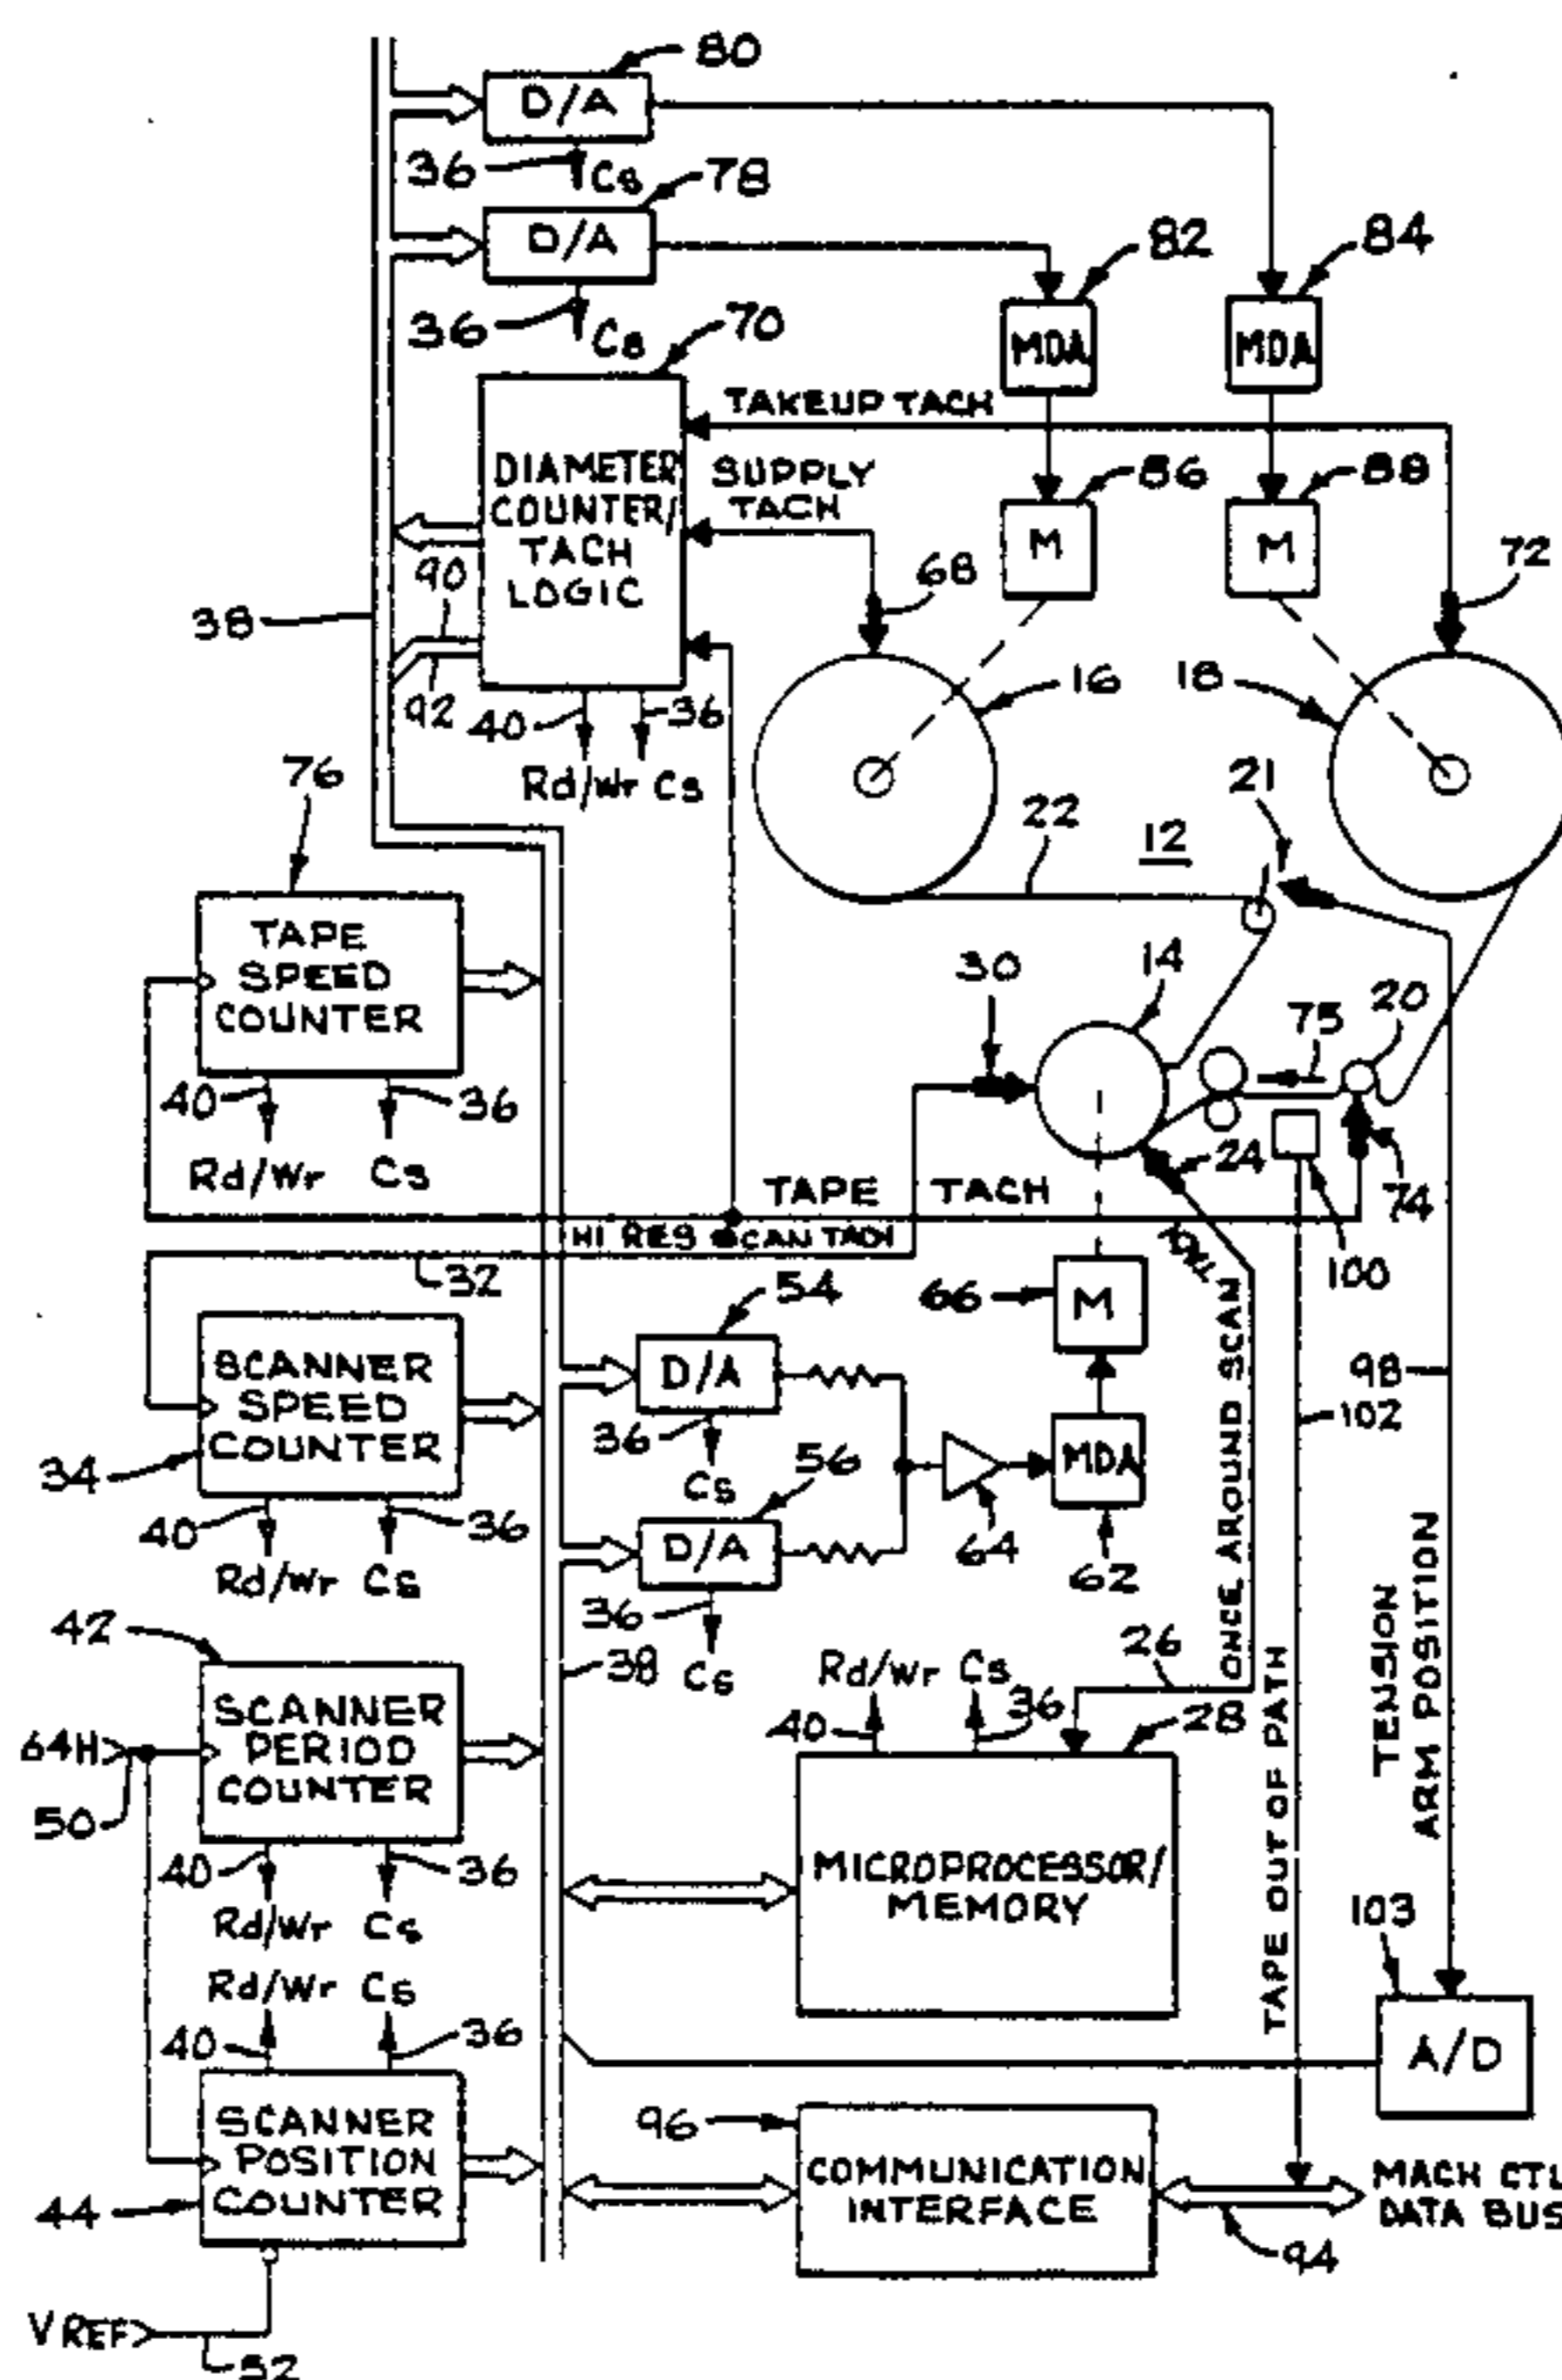 80
D/A
36
Cs
78
D/A
82
84
36
Cs
70
MDA
MDA
TAKEUP TACH
DIAMETER
COUNTER/
TACH
LOGIC
SUPPLY
TACH
86
88
M
M
72
90
68
38
92
40
36
16
18
Rd/Wr Cs
76
21
22
12
TAPE
SPEED
COUNTER
30
14
75
20
40
36
Rd/Wr Cs
24
74
TAPE TACH
HI RES SCAN TACH
32
100
54
66
M
SCANNER
SPEED
COUNTER
34
D/A
98
102
36
Cs
56
MDA
64
62
40
36
Rd/Wr Cs
D/A
36
Cs
ONCE AROUND SCAN
TAPE OUT OF PATH
TENSION
ARM POSITION
42
38
26
Rd/Wr Cs
40
36
28
64H
SCANNER
PERIOD
COUNTER
50
40
36
Rd/Wr Cs
MICROPROCESSOR/
MEMORY
103
Rd/Wr Cs
40
36
A/D
SCANNER
POSITION
COUNTER
44
96
COMMUNICATION
INTERFACE
MACH CTL
DATA BUS
94
V REF
52